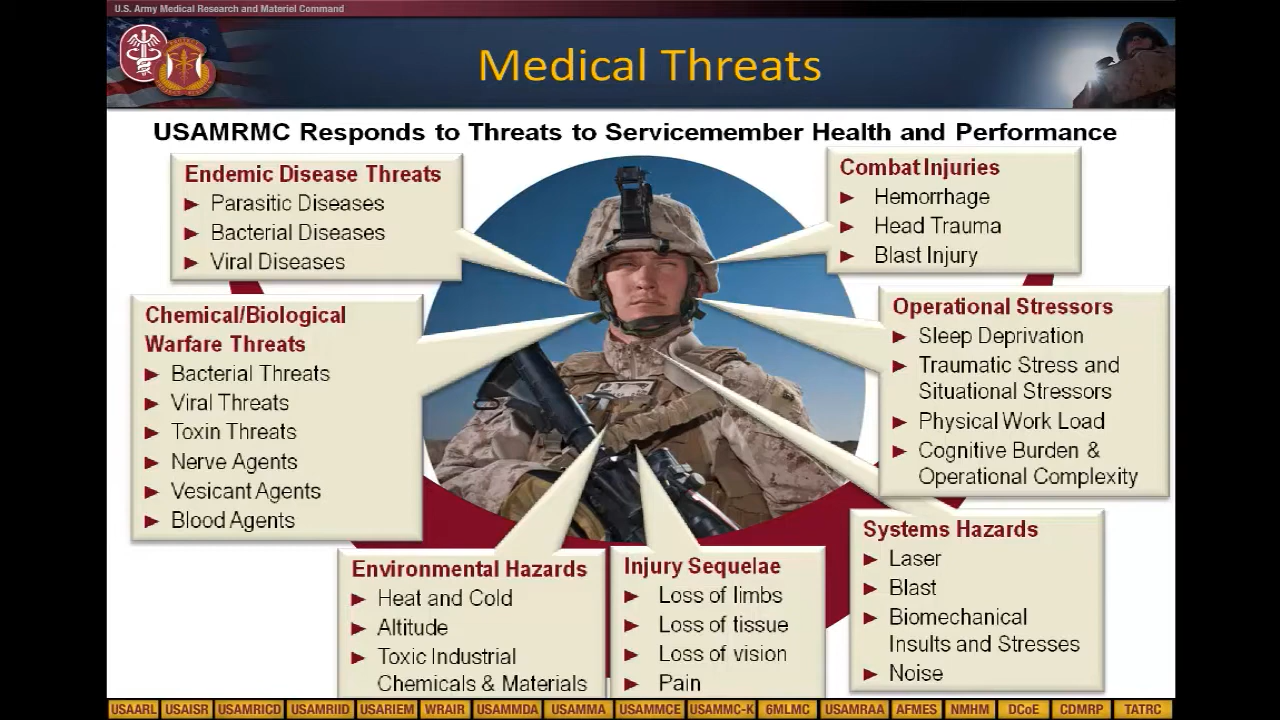 U.S. Army Medical Research and Materiel Command
Medical Threats
USAMRMC Responds to Threats to Servicemember Health and Performance
Endemic Disease Threats
► Parasitic Diseases
► Bacterial Diseases
► Viral Diseases
Chemical/Biological
Warfare Threats
► Bacterial Threats
► Viral Threats
► Toxin Threats
► Nerve Agents
► Vesicant Agents
► Blood Agents
Environmental Hazards
► Heat and Cold
► Altitude
► Toxic Industrial
Chemicals & Materials
Injury Sequelae
► Loss of limbs
► Loss of tissue
► Loss of vision
► Pain
Combat Injuries
► Hemorrhage
► Head Trauma
► Blast Injury
Operational Stressors
► Sleep Deprivation
► Traumatic Stress and
Situational Stressors
► Physical Work Load
► Cognitive Burden &
Operational Complexity
Systems Hazards
► Laser
► Blast
► Biomechanical
Insults and Stresses
► Noise
USAARL USAISR USAMRICD USAMRIID USARIEM WRAIR USAMMDA USAMMA USAMMCE USAMMC-K 6MLMC USAMRAA AFMES NMHM DCoE CDMRP TATRC